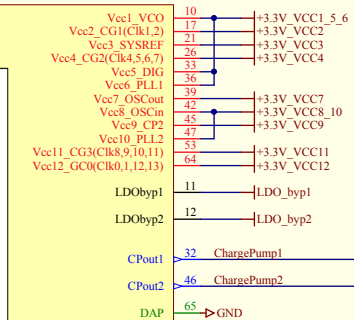 Vcc1_VCO 10 +3.3V_VCC1_5_6
Vcc2_CG1(Clk1,2) 17 +3.3V_VCC2
Vcc3_SYSREF 21 +3.3V_VCC3
Vcc4_CG2(Clk4,5,6,7) 26 +3.3V_VCC4
Vcc5_DIG 33
Vcc6_PLL1 36
Vcc7_OSCout 39 +3.3V_VCC7
Vcc8_OSCin 42 +3.3V_VCC8_10
Vcc9_CP2 45 +3.3V_VCC9
Vcc10_PLL2 47
Vcc11_CG3(Clk8,9,10,11) 53 +3.3V_VCC11
Vcc12_GC0(Clk0,1,12,13) 64 +3.3V_VCC12
LDObyp1 11 LDO_byp1
LDObyp2 12 LDO_byp2
CPout1 32 ChargePump1
CPout2 46 ChargePump2
DAP 65 GND